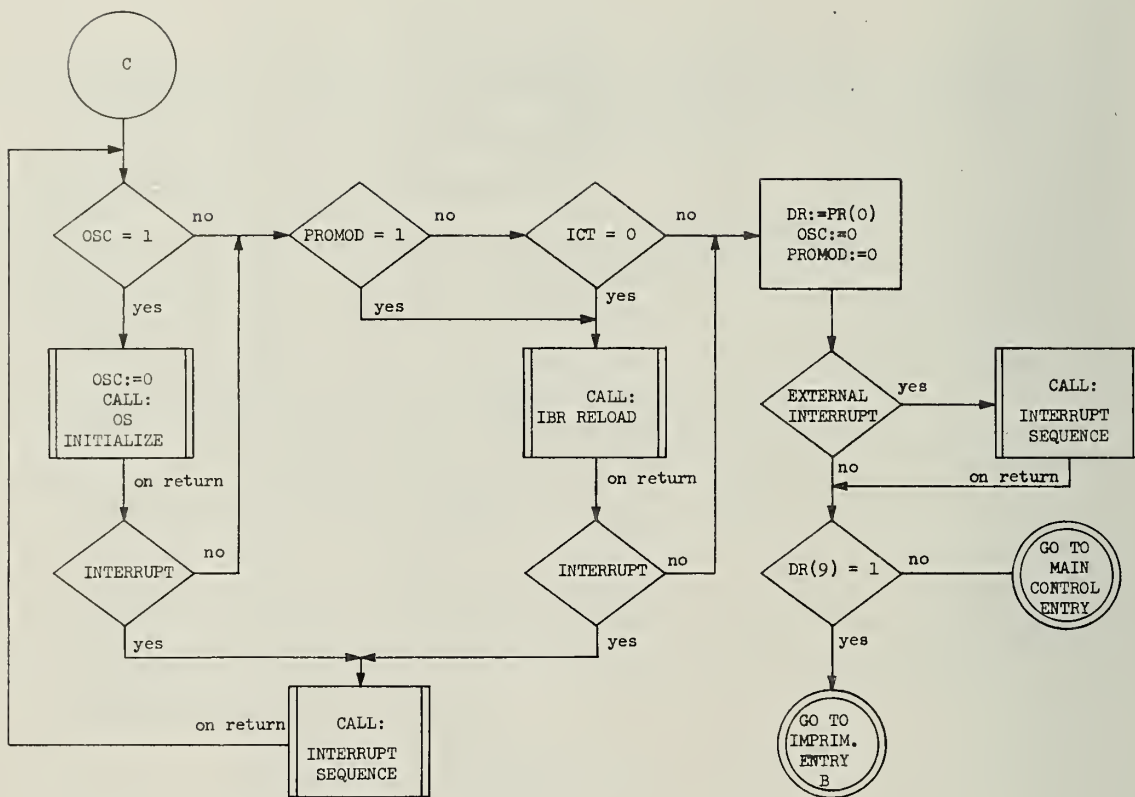 C
OSC = 1
no
PROMOD = 1
no
ICT = 0
no
DR:=PR(0)
OSC:=0
PROMOD:=0
yes
yes
yes
OSC:=0
CALL:
OS
INITIALIZE
CALL:
IBR RELOAD
EXTERNAL
INTERRUPT
yes
CALL:
INTERRUPT
SEQUENCE
on return
on return
no
on return
INTERRUPT
no
INTERRUPT
no
DR(9) = 1
no
GO TO
MAIN
CONTROL
ENTRY
yes
yes
yes
on return
CALL:
INTERRUPT
SEQUENCE
GO TO
IMPRIM.
ENTRY
B